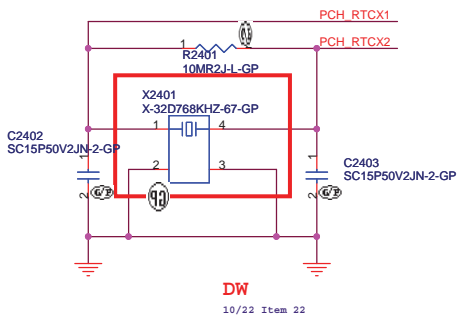 PCH_RTCX1
PCH_RTCX2
1
R2401
10MR2J-L-GP
X2401
X-32D768KHZ-67-GP
1
4
C2402
SC15P50V2JN-2-GP
1
2
G/P
2
3
GP
1
2
G/P
C2403
SC15P50V2JN-2-GP
DW
10/22 Item 22